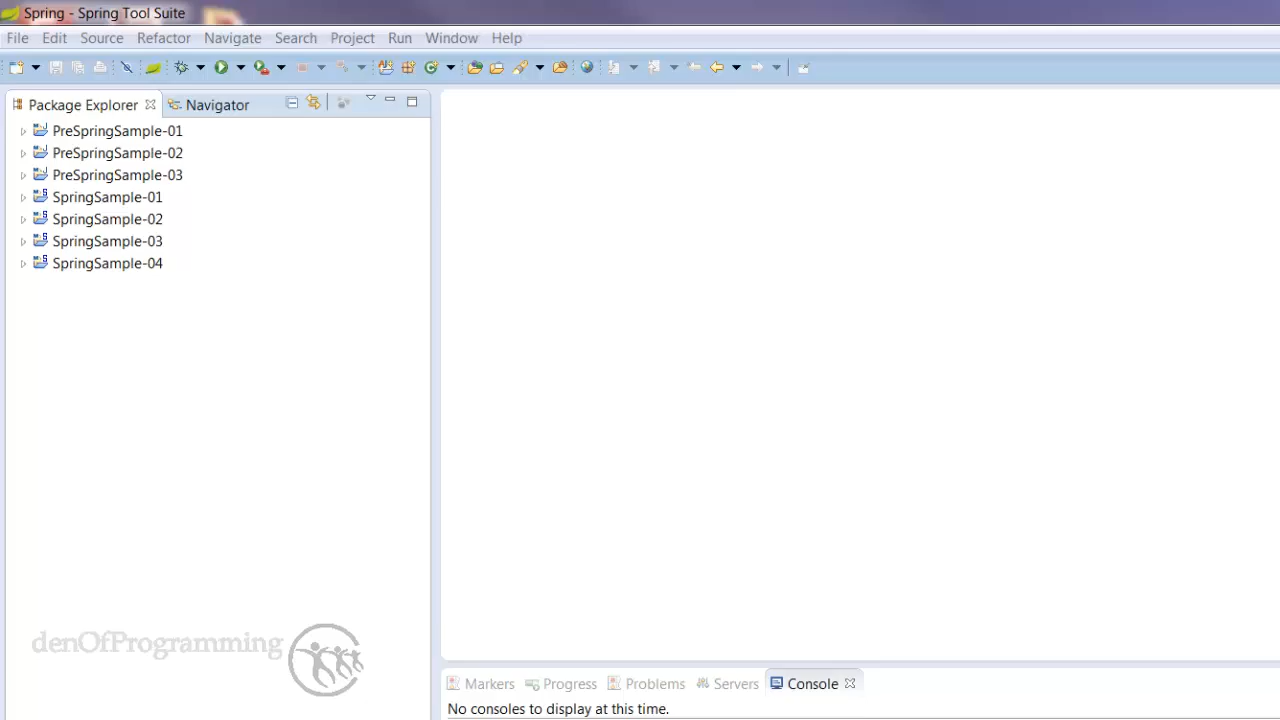 Spring - Spring Tool Suite
File Edit Source Refactor Navigate Search Project Run Window Help
Package Explorer Navigator
PreSpringSample-01
PreSpringSample-02
PreSpringSample-03
SpringSample-01
SpringSample-02
SpringSample-03
SpringSample-04
denOfProgramming
Markers Progress Problems Servers Console
No consoles to display at this time.